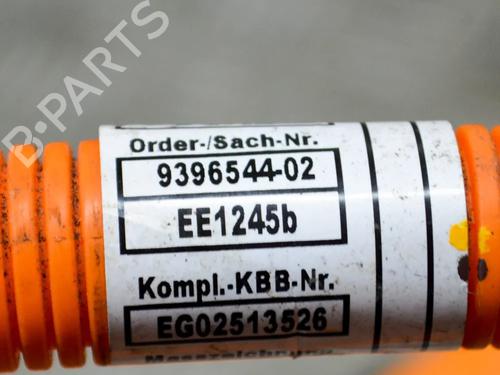 B-PARTS
Order-/Sach-Nr.
9396544-02
EE1245b
Kompl.-KBB-Nr.
EG02513526